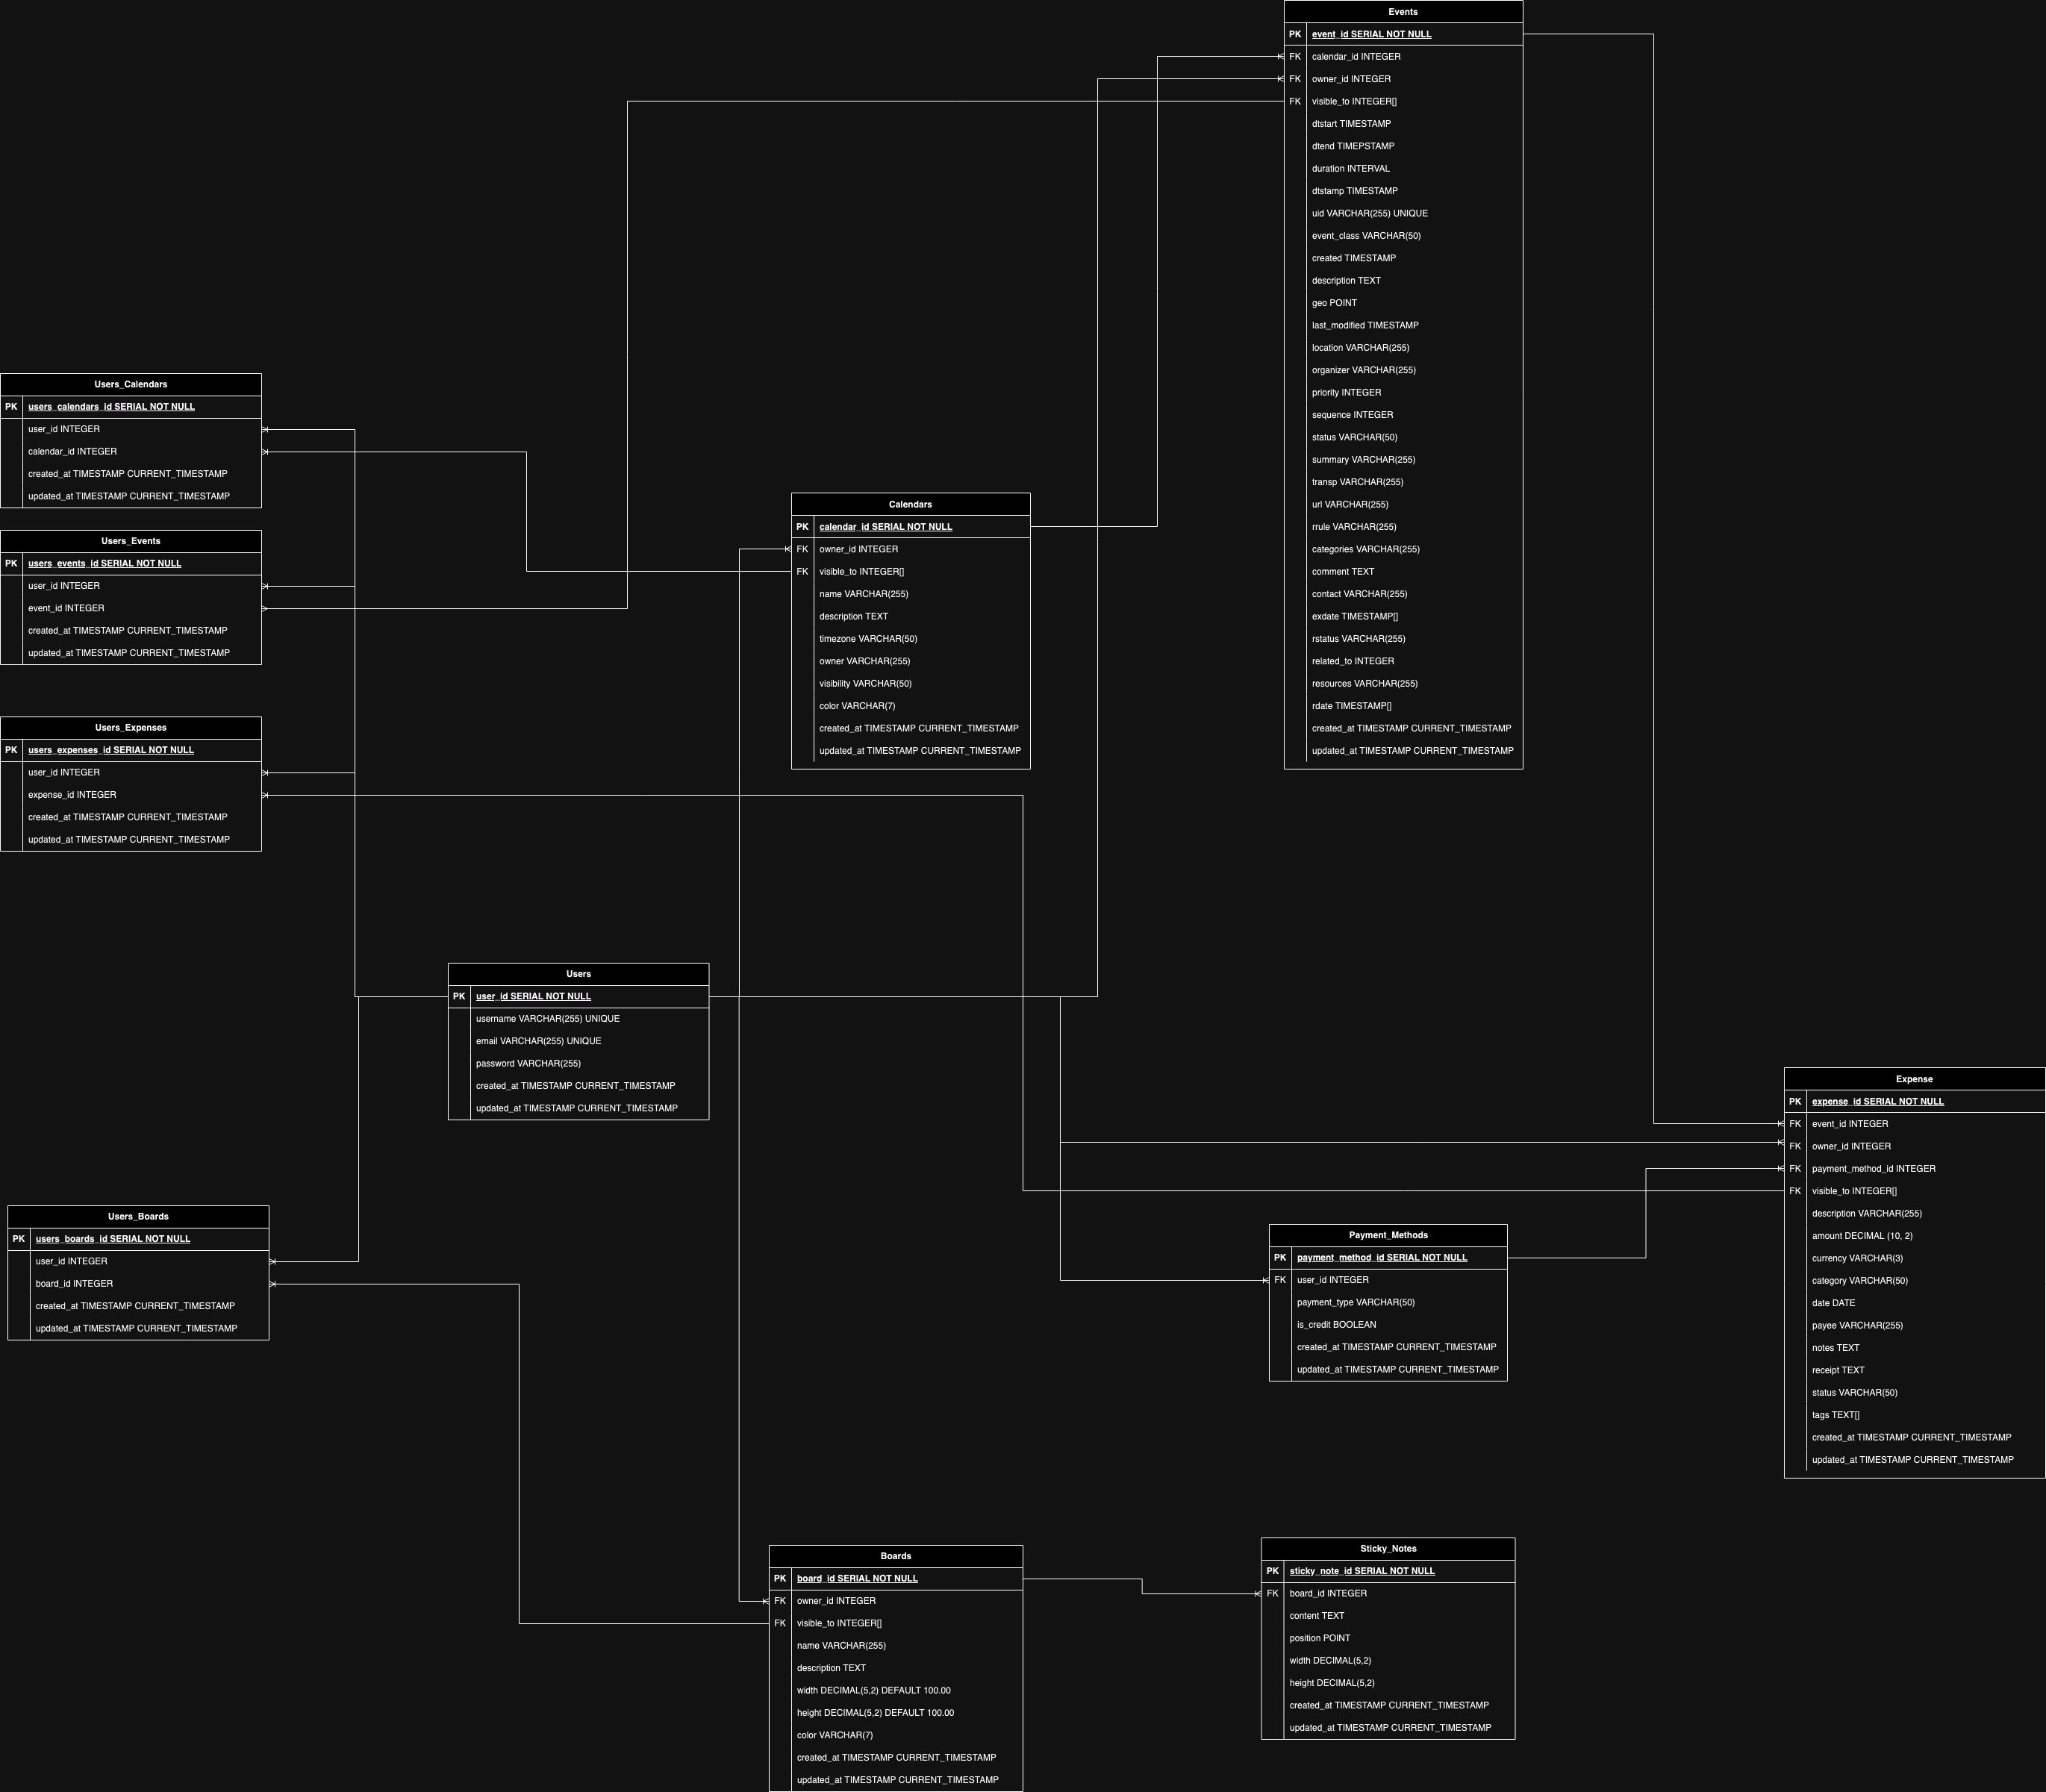 Events
PK event_id SERIAL NOT NULL
FK calendar_id INTEGER
FK owner_id INTEGER
FK visible_to INTEGER[]
dtstart TIMESTAMP
dtend TIMEPSTAMP
duration INTERVAL
dtstamp TIMESTAMP
uid VARCHAR(255) UNIQUE
event_class VARCHAR(50)
created TIMESTAMP
description TEXT
geo POINT
last_modified TIMESTAMP
location VARCHAR(255)
organizer VARCHAR(255)
priority INTEGER
sequence INTEGER
status VARCHAR(50)
summary VARCHAR(255)
transp VARCHAR(255)
url VARCHAR(255)
rrule VARCHAR(255)
categories VARCHAR(255)
comment TEXT
contact VARCHAR(255)
exdate TIMESTAMP[]
rstatus VARCHAR(255)
related_to INTEGER
resources VARCHAR(255)
rdate TIMESTAMP[]
created_at TIMESTAMP CURRENT_TIMESTAMP
updated_at TIMESTAMP CURRENT_TIMESTAMP
Users_Calendars
PK users_calendars_id SERIAL NOT NULL
user_id INTEGER
calendar_id INTEGER
created_at TIMESTAMP CURRENT_TIMESTAMP
updated_at TIMESTAMP CURRENT_TIMESTAMP
Users_Events
PK users_events_id SERIAL NOT NULL
user_id INTEGER
event_id INTEGER
created_at TIMESTAMP CURRENT_TIMESTAMP
updated_at TIMESTAMP CURRENT_TIMESTAMP
Users_Expenses
PK users_expenses_id SERIAL NOT NULL
user_id INTEGER
expense_id INTEGER
created_at TIMESTAMP CURRENT_TIMESTAMP
updated_at TIMESTAMP CURRENT_TIMESTAMP
Calendars
PK calendar_id SERIAL NOT NULL
FK owner_id INTEGER
FK visible_to INTEGER[]
name VARCHAR(255)
description TEXT
timezone VARCHAR(50)
owner VARCHAR(255)
visibility VARCHAR(50)
color VARCHAR(7)
created_at TIMESTAMP CURRENT_TIMESTAMP
updated_at TIMESTAMP CURRENT_TIMESTAMP
Users
PK user_id SERIAL NOT NULL
username VARCHAR(255) UNIQUE
email VARCHAR(255) UNIQUE
password VARCHAR(255)
created_at TIMESTAMP CURRENT_TIMESTAMP
updated_at TIMESTAMP CURRENT_TIMESTAMP
Expense
PK expense_id SERIAL NOT NULL
FK event_id INTEGER
FK owner_id INTEGER
FK payment_method_id INTEGER
FK visible_to INTEGER[]
description VARCHAR(255)
amount DECIMAL (10, 2)
currency VARCHAR(3)
category VARCHAR(50)
date DATE
payee VARCHAR(255)
notes TEXT
receipt TEXT
status VARCHAR(50)
tags TEXT[]
created_at TIMESTAMP CURRENT_TIMESTAMP
updated_at TIMESTAMP CURRENT_TIMESTAMP
Users_Boards
PK users_boards_id SERIAL NOT NULL
user_id INTEGER
board_id INTEGER
created_at TIMESTAMP CURRENT_TIMESTAMP
updated_at TIMESTAMP CURRENT_TIMESTAMP
Payment_Methods
PK payment_method_id SERIAL NOT NULL
FK user_id INTEGER
payment_type VARCHAR(50)
is_credit BOOLEAN
created_at TIMESTAMP CURRENT_TIMESTAMP
updated_at TIMESTAMP CURRENT_TIMESTAMP
Boards
PK board_id SERIAL NOT NULL
FK owner_id INTEGER
FK visible_to INTEGER[]
name VARCHAR(255)
description TEXT
width DECIMAL(5,2) DEFAULT 100.00
height DECIMAL(5,2) DEFAULT 100.00
color VARCHAR(7)
created_at TIMESTAMP CURRENT_TIMESTAMP
updated_at TIMESTAMP CURRENT_TIMESTAMP
Sticky_Notes
PK sticky_note_id SERIAL NOT NULL
FK board_id INTEGER
content TEXT
position POINT
width DECIMAL(5,2)
height DECIMAL(5,2)
created_at TIMESTAMP CURRENT_TIMESTAMP
updated_at TIMESTAMP CURRENT_TIMESTAMP